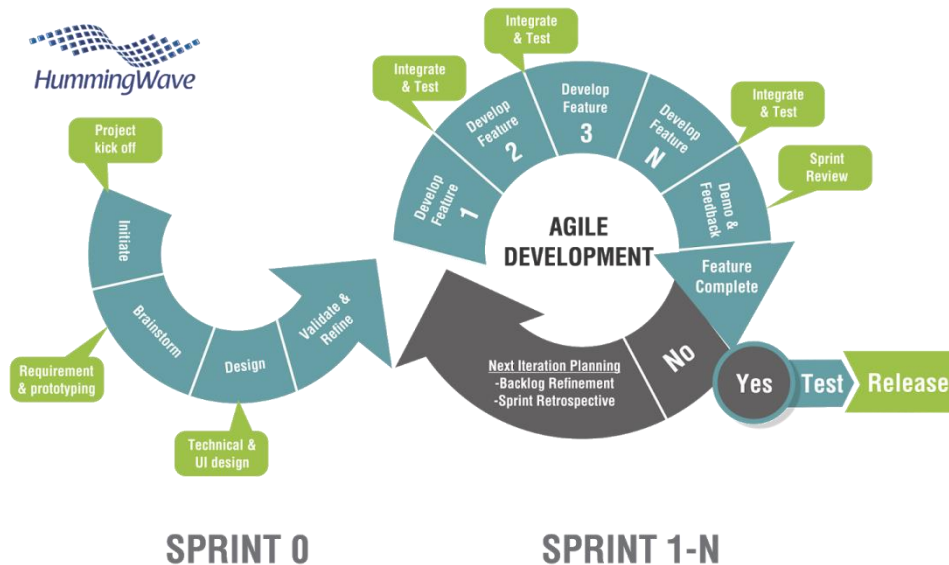 HummingWave
Project
kick off
Initiate
Brainstorm
Requirement
& prototyping
Design
Technical &
UI design
Validate &
Refine
SPRINT 0
AGILE
DEVELOPMENT
Develop
Feature
1
Integrate
& Test
Develop
Feature
2
Integrate
& Test
Develop
Feature
3
Develop
Feature
N
Integrate
& Test
Demo &
Feedback
Sprint
Review
Feature
Complete
No
Next Iteration Planning
-Backlog Refinement
-Sprint Retrospective
Yes
Test
Release
SPRINT 1-N